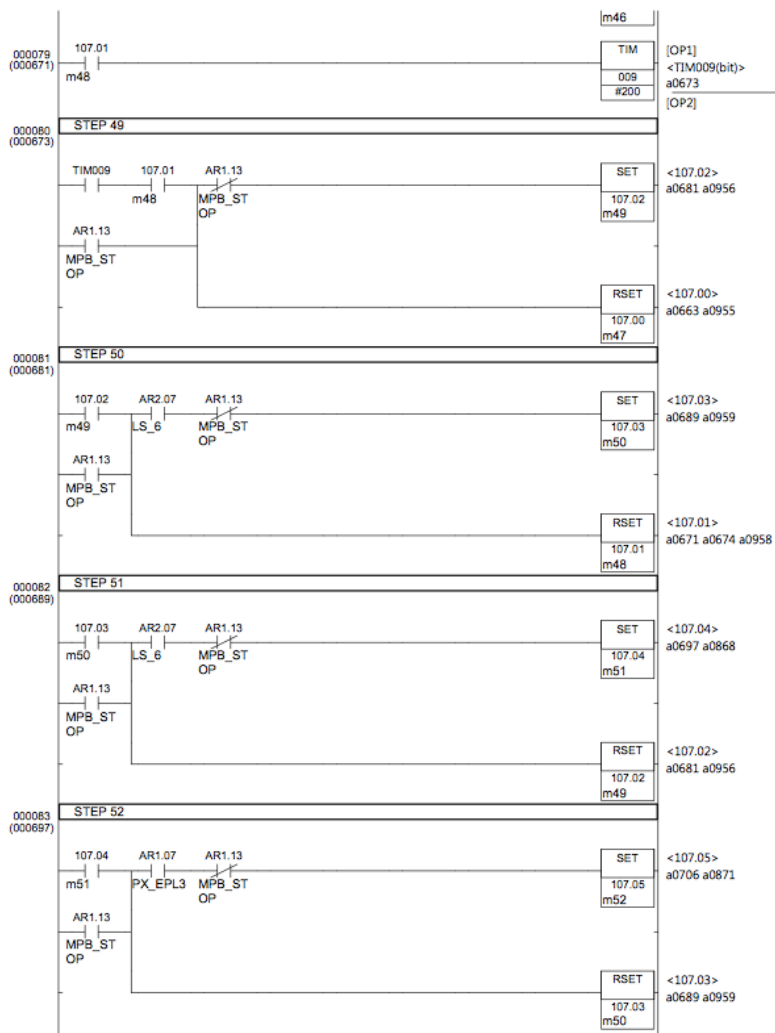 m46
000079
(000671)
107.01
m48
TIM
009
#200
[OP1]
<TIM009(bit)>
a0673
[OP2]
000080
(000673)
STEP 49
TIM009
107.01
m48
AR1.13
MPB_ST
OP
SET
107.02
m49
<107.02>
a0681 a0956
AR1.13
MPB_ST
OP
RSET
107.00
m47
<107.00>
a0663 a0955
000081
(000681)
STEP 50
107.02
m49
AR2.07
LS_6
AR1.13
MPB_ST
OP
SET
107.03
m50
<107.03>
a0689 a0959
AR1.13
MPB_ST
OP
RSET
107.01
m48
<107.01>
a0671 a0674 a0958
000082
(000689)
STEP 51
107.03
m50
AR2.07
LS_6
AR1.13
MPB_ST
OP
SET
107.04
m51
<107.04>
a0697 a0868
AR1.13
MPB_ST
OP
RSET
107.02
m49
<107.02>
a0681 a0956
000083
(000697)
STEP 52
107.04
m51
AR1.07
PX_EPL3
AR1.13
MPB_ST
OP
SET
107.05
m52
<107.05>
a0706 a0871
AR1.13
MPB_ST
OP
RSET
107.03
m50
<107.03>
a0689 a0959